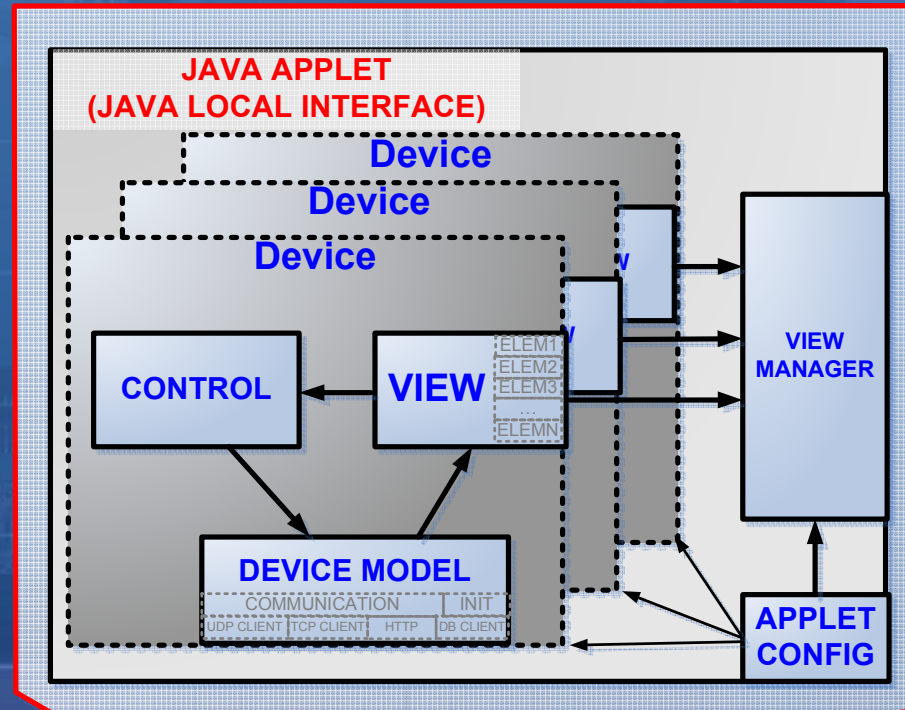 JAVA APPLET
(JAVA LOCAL INTERFACE)
Device
Device
Device
CONTROL
VIEW
ELEM1
ELEM2
ELEM3
...
ELEMN
W
W
VIEW
MANAGER
DEVICE MODEL
COMMUNICATION INIT
UDP CLIENT TCP CLIENT HTTP DB CLIENT
APPLET
CONFIG